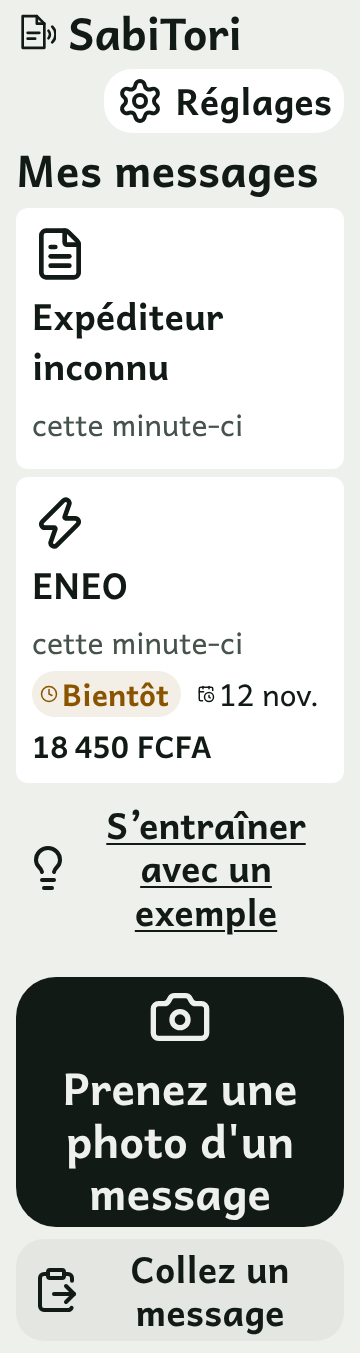 SabiTori
Réglages
Mes messages
Expéditeur
inconnu
cette minute-ci
ENEO
cette minute-ci
Bientôt 12 nov.
18 450 FCFA
S’entraîner
avec un
exemple
Prenez une
photo d'un
message
Collez un
message